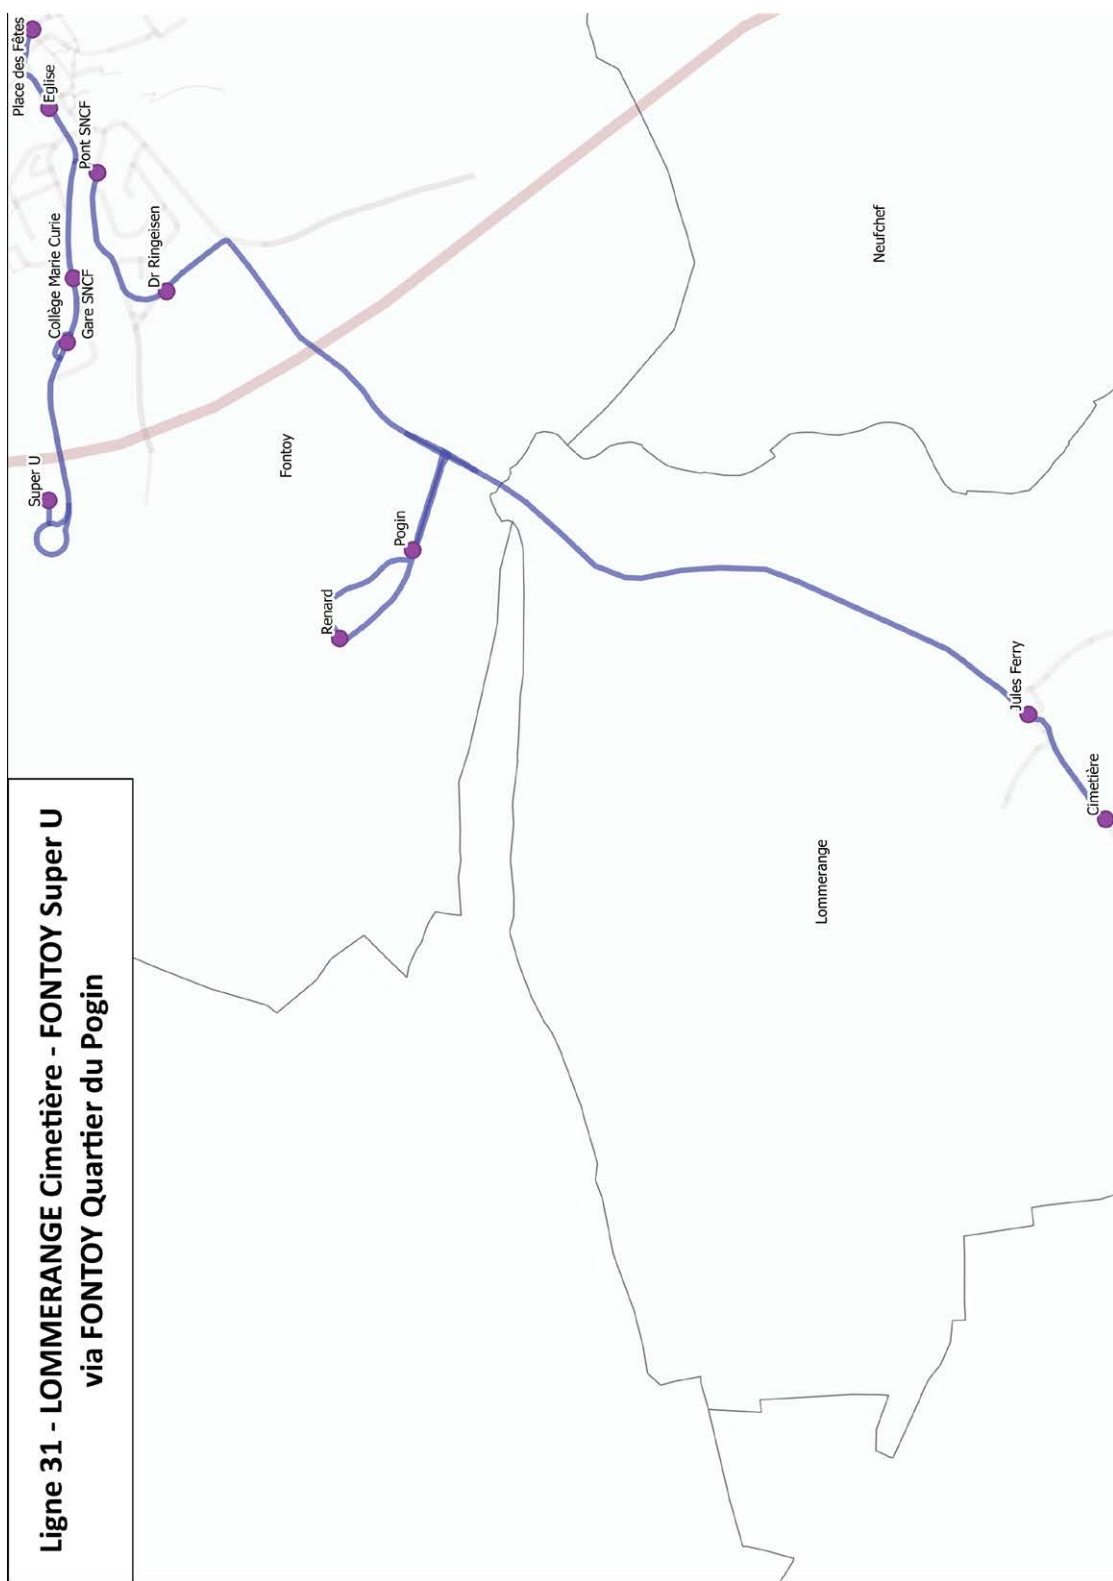 Ligne 31 - LOMMERANGE Cimetière - FONTOY Super U
via FONTOY Quartier du Pogin
Super U
Collège Marie Curie
Gare SNCF
Eglise
Place des Fêtes
Pont SNCF
Dr Ringeisen
Fontoy
Renard
Pogin
Neufchef
Lommerange
Jules Ferry
Cimetière